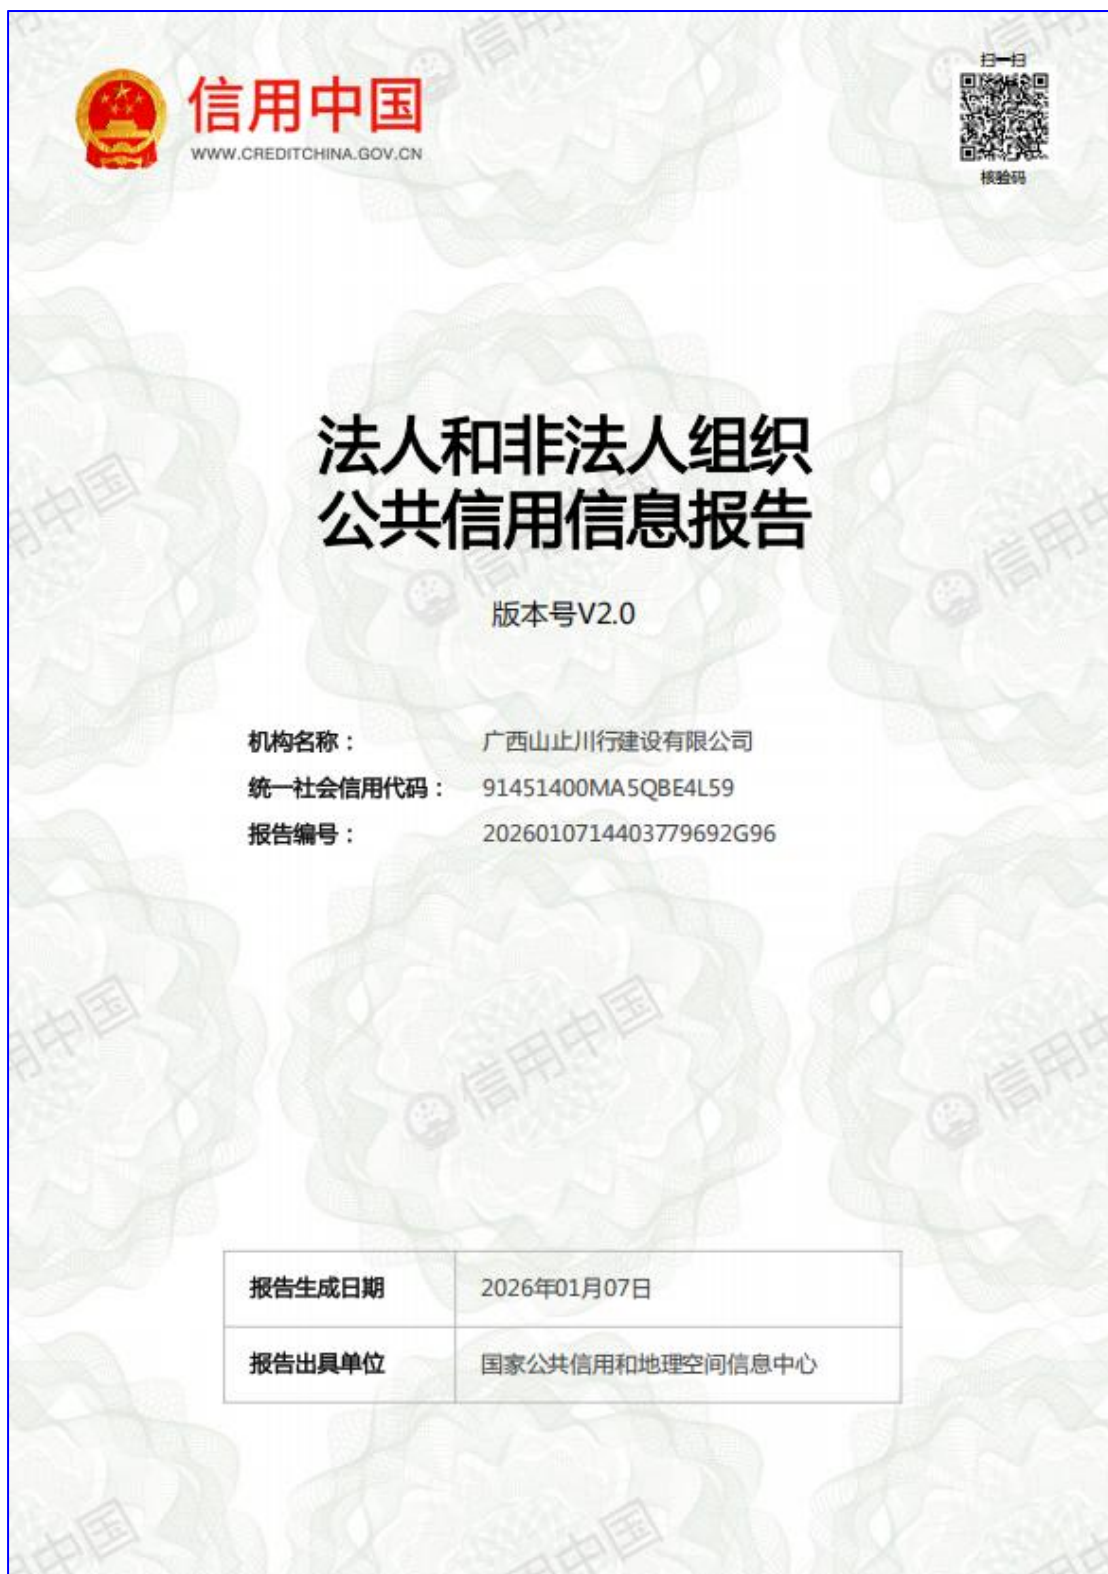 扫一扫
信用中国
WWW.CREDITCHINA.GOV.CN
核验码
法人和非法人组织
公共信用信息报告
版本号V2.0
机构名称： 广西山止川行建设有限公司
统一社会信用代码： 91451400MA5QBE4L59
报告编号： 2026010714403779692G96
报告生成日期 2026年01月07日
报告出具单位 国家公共信用和地理空间信息中心